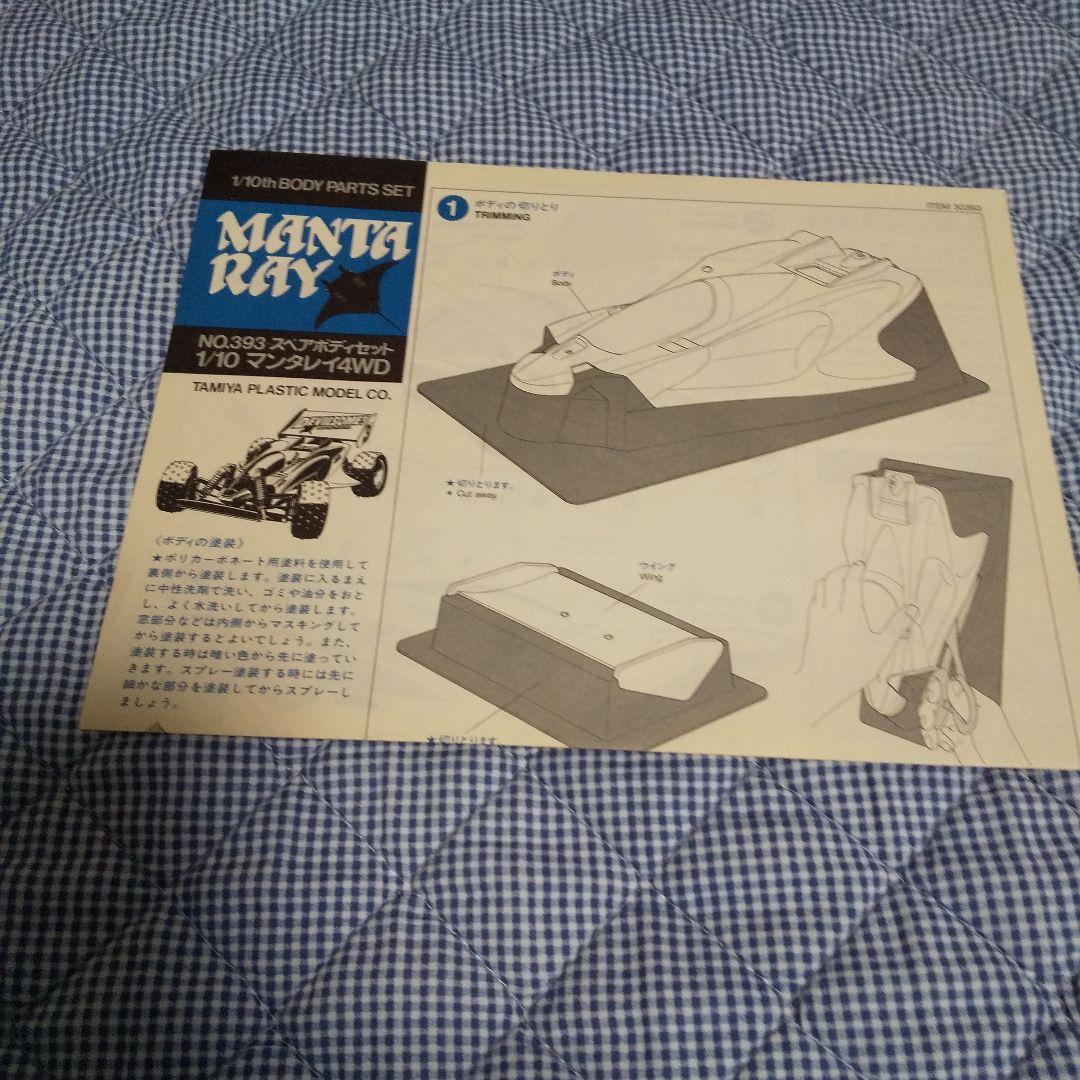 1/10th BODY PARTS SET
MANTA
RAY
NO.393 スペアボディセット
1/10 マンタレイ4WD
TAMIYA PLASTIC MODEL CO.
《ボディの塗装》
★ポリカーボネート用塗料を使用して
裏側から塗装します。塗装に入るまえ
に中性洗剤で洗い、ゴミや油分をおと
し、よく水洗いしてから塗装します。
窓部分などは内側からマスキングして
から塗装するとよいでしょう。また、
塗装する時は暗い色から先に塗ってい
きます。スプレー塗装する時には先に
細かな部分を塗装してからスプレーし
ましょう。
1 ボディの切りとり
TRIMMING
ITEM
ボディ
Body
★切りとります。
★ Cut away.
ウイング
Wing
★切りとります